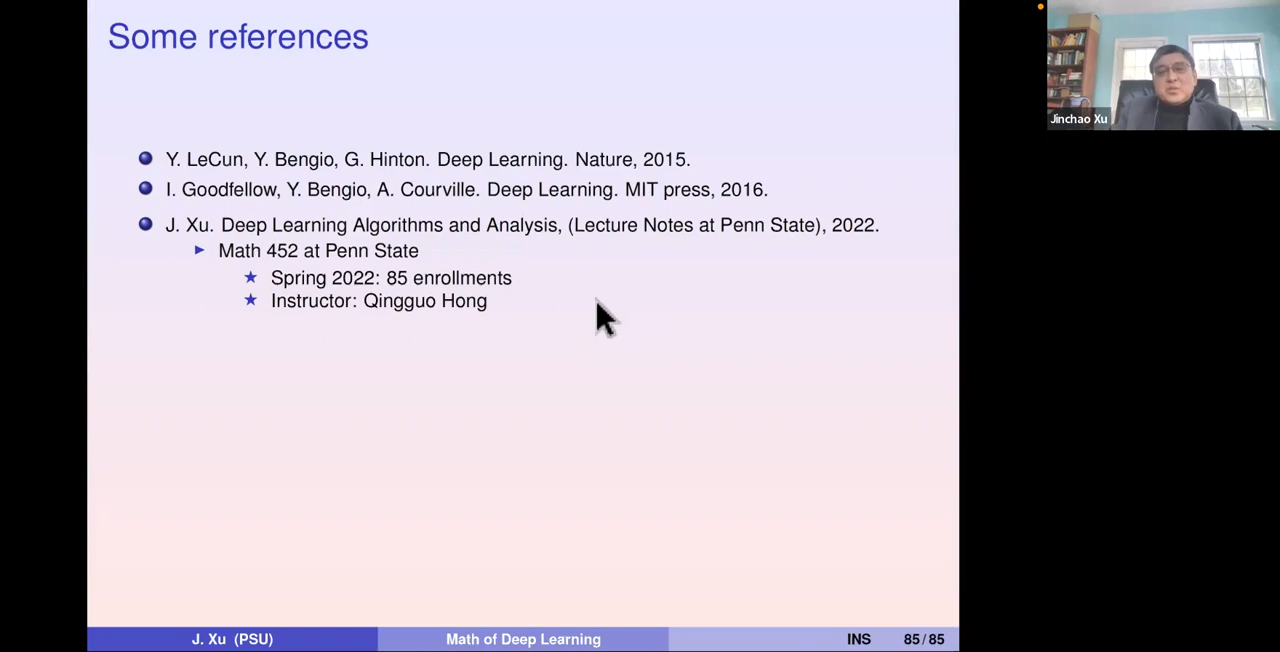 Some references
Y. LeCun, Y. Bengio, G. Hinton. Deep Learning. Nature, 2015.
I. Goodfellow, Y. Bengio, A. Courville. Deep Learning. MIT press, 2016.
J. Xu. Deep Learning Algorithms and Analysis, (Lecture Notes at Penn State), 2022.
Math 452 at Penn State
Spring 2022: 85 enrollments
Instructor: Qingguo Hong
J. Xu (PSU) Math of Deep Learning INS 85/85
Jinchao Xu